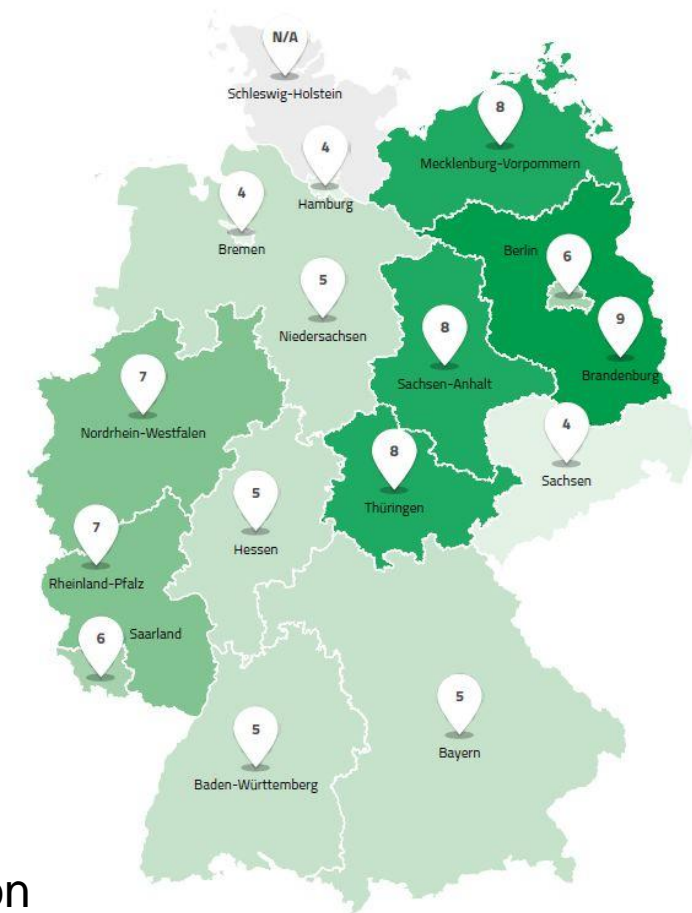 N/A
Schleswig-Holstein
8
Mecklenburg-Vorpommern
4
Hamburg
4
Bremen
Berlin
6
5
Niedersachsen
9
Brandenburg
8
Sachsen-Anhalt
7
Nordrhein-Westfalen
4
Sachsen
8
Thüringen
5
Hessen
7
Rheinland-Pfalz
Saarland
6
5
Bayern
5
Baden-Württemberg
on